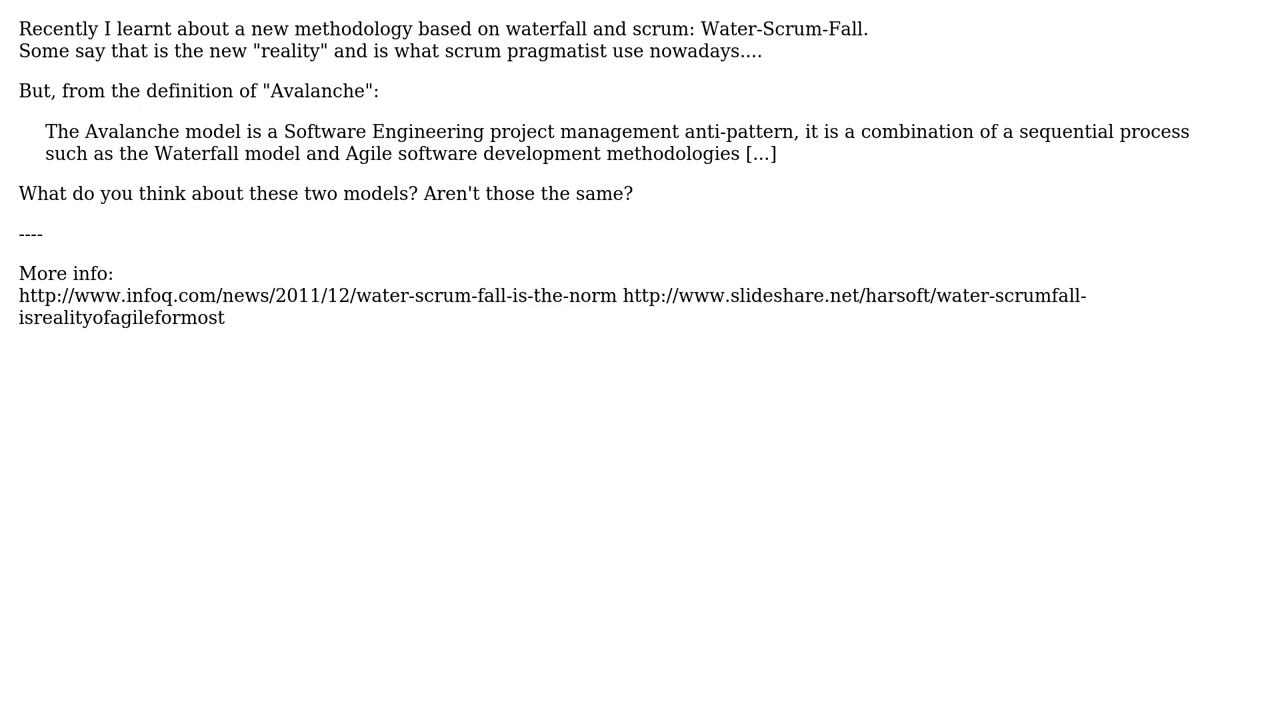 Recently I learnt about a new methodology based on waterfall and scrum: Water-Scrum-Fall.
Some say that is the new "reality" and is what scrum pragmatist use nowadays....
But, from the definition of "Avalanche":
The Avalanche model is a Software Engineering project management anti-pattern, it is a combination of a sequential process
such as the Waterfall model and Agile software development methodologies [...]
What do you think about these two models? Aren't those the same?
----
More info:
http://www.infoq.com/news/2011/12/water-scrum-fall-is-the-norm http://www.slideshare.net/harsoft/water-scrumfall-
isrealityofagileformost